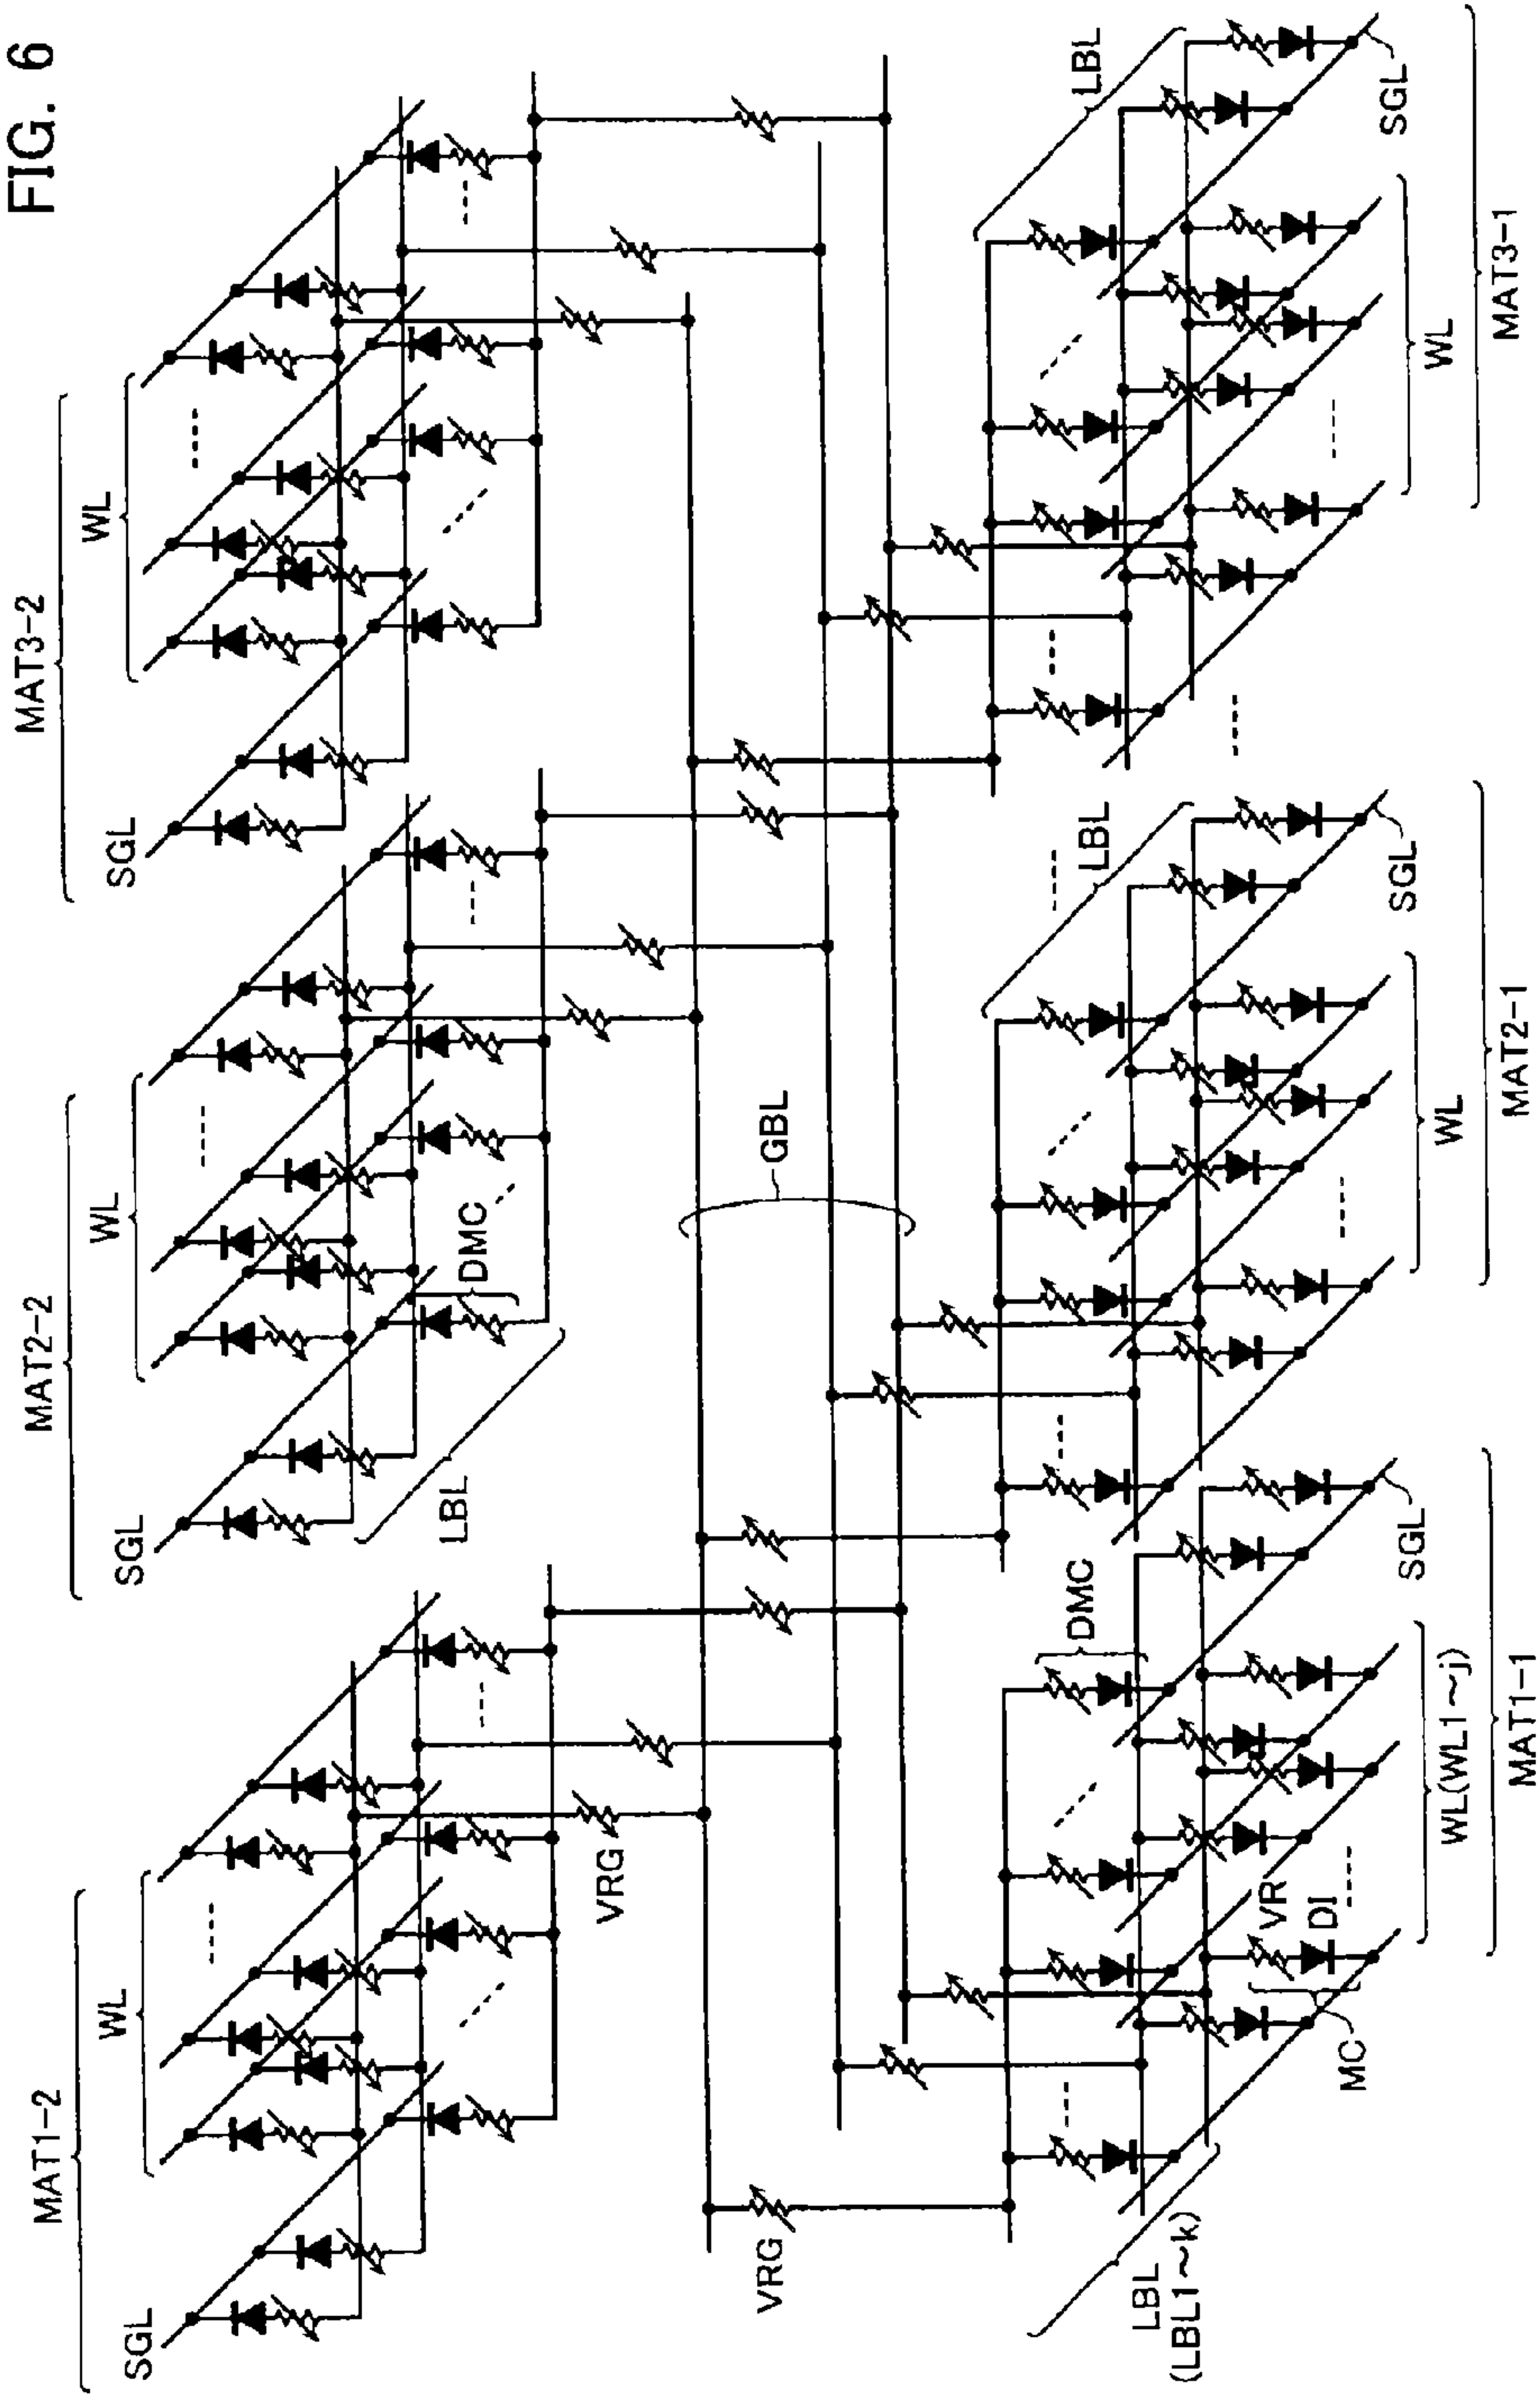 FIG. 6
MAT1-2
MAT2-2
MAT3-2
WL
WL
WL
SGL
SGL
SGL
DMC
LBL
VRG
GBL
VRG
DMC
LBL
LBL
LBL
(LBL1~k)
MC
VR
DI
SGL
SGL
SGL
WL(WL1~j)
WL
WL
MAT1-1
MAT2-1
MAT3-1